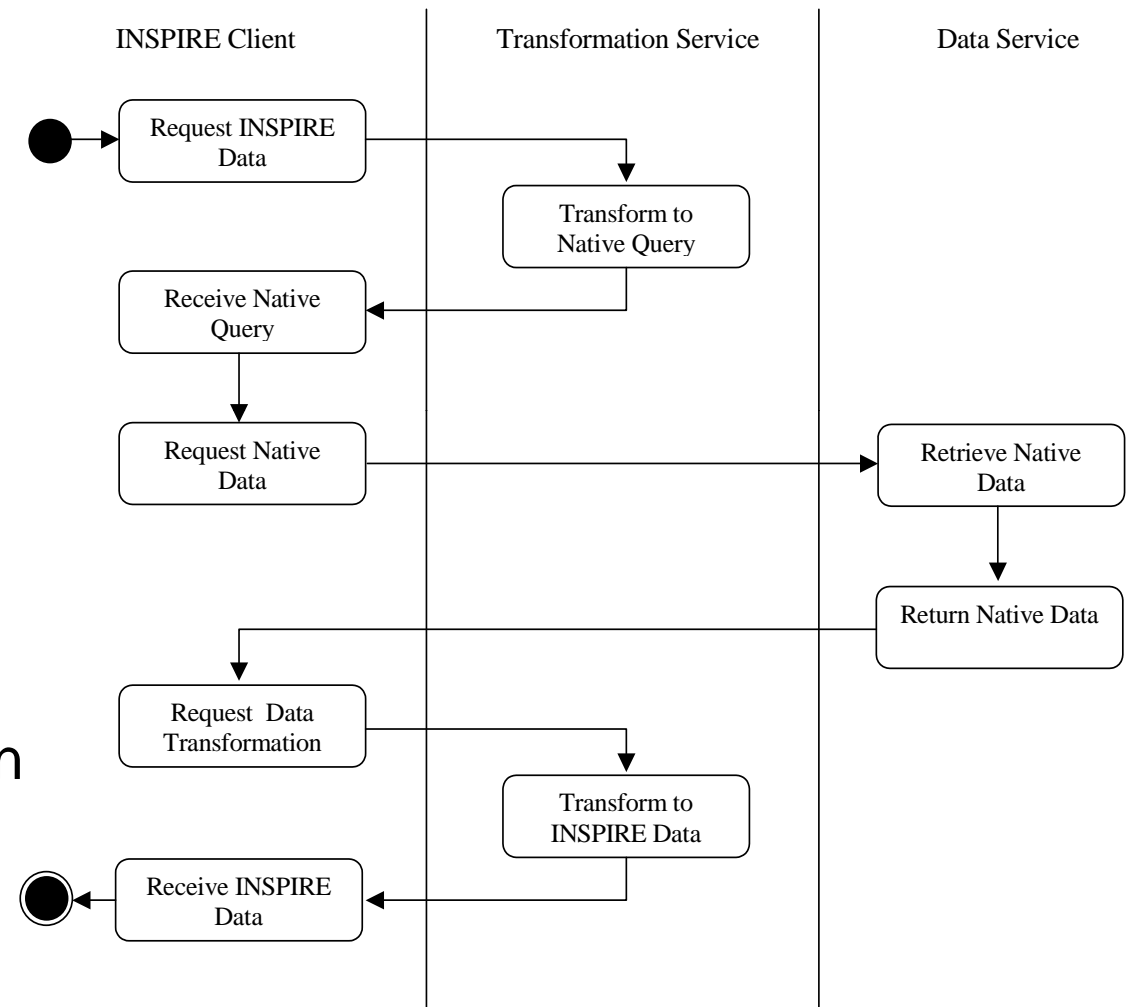 INSPIRE Client
Transformation Service
Data Service
Request INSPIRE
Data
Transform to
Native Query
Receive Native
Query
Request Native
Data
Retrieve Native
Data
Return Native Data
Request Data
Transformation
n
Transform to
INSPIRE Data
Receive INSPIRE
Data